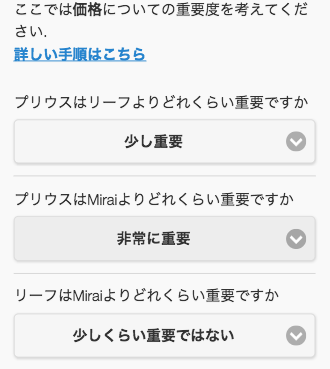 ここでは価格についての重要度を考えてくだ
さい.
詳しい手順はこちら
プリウスはリーフよりどれくらい重要ですか
少し重要
プリウスはMiraiよりどれくらい重要ですか
非常に重要
リーフはMiraiよりどれくらい重要ですか
少しくらい重要ではない